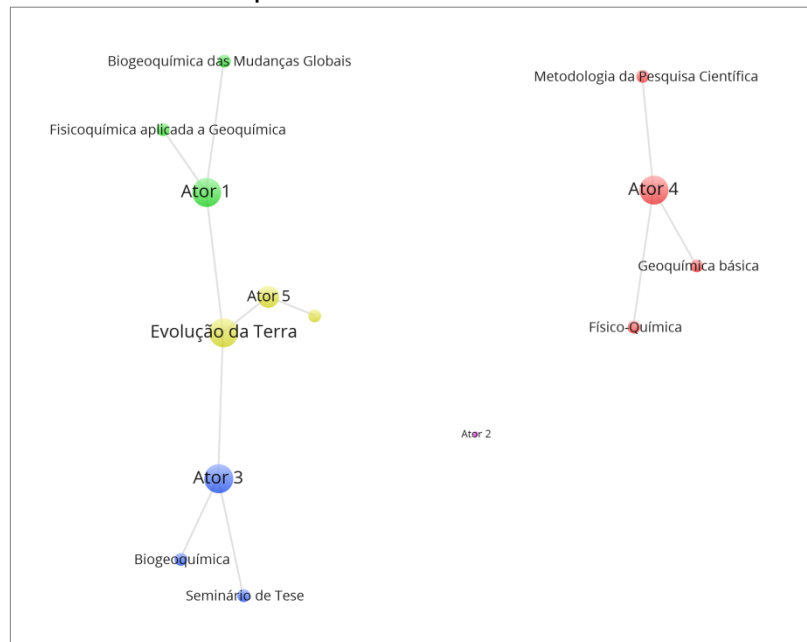 Biogeoquímica das Mudanças Globais
Metodologia da Pesquisa Científica
Fisicoquímica aplicada a Geoquímica
Ator 1
Ator 4
Geoquímica básica
Ator 5
Evolução da Terra
Físico-Química
Ator 2
Ator 3
Biogeoquímica
Seminário de Tese